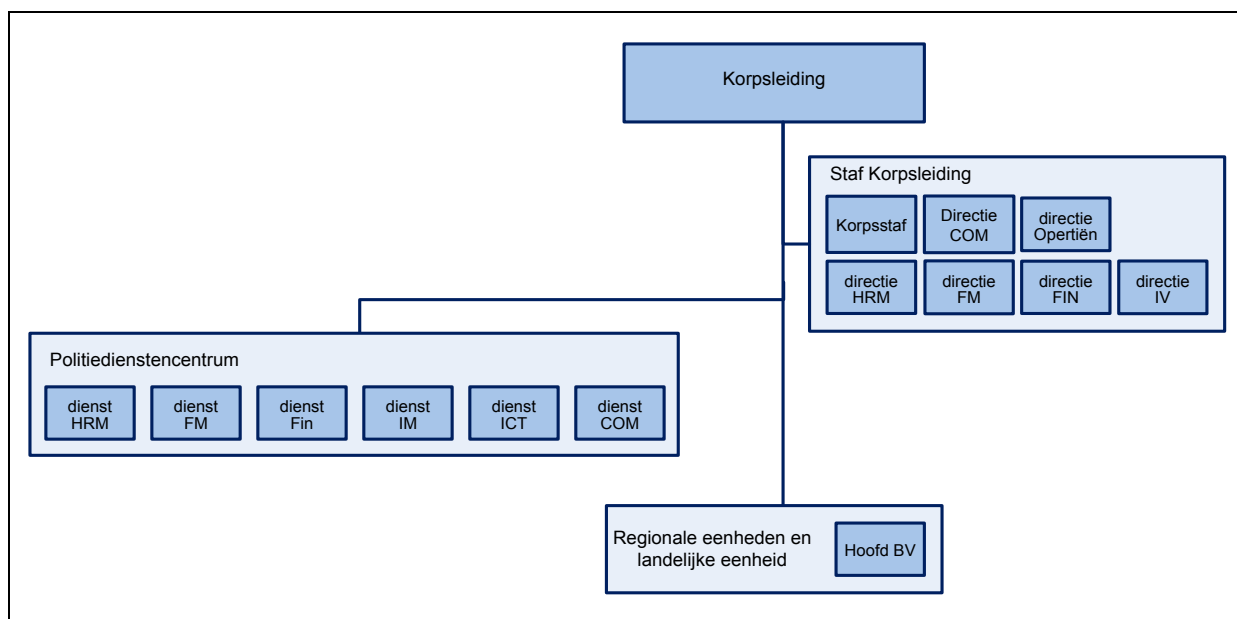 Korpsleiding
Staf Korpsleiding
Korpsstaf
Directie
COM
directie
Opertiën
directie
HRM
directie
FM
directie
FIN
directie
IV
Politiedienstencentrum
dienst
HRM
dienst
FM
dienst
Fin
dienst
IM
dienst
ICT
dienst
COM
Regionale eenheden en
landelijke eenheid
Hoofd BV